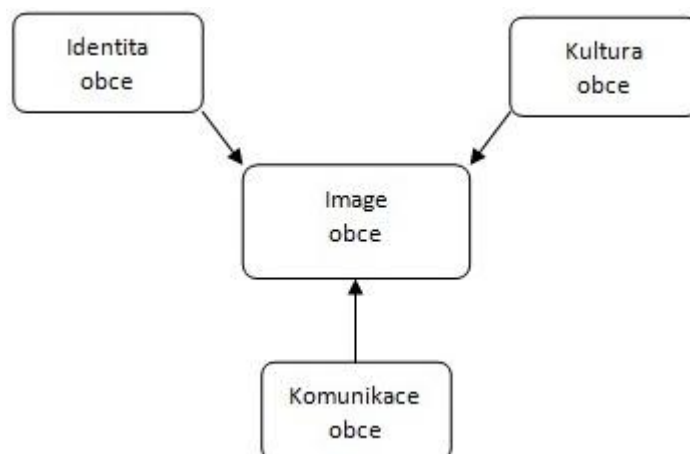 Identita
obce
Kultura
obce
Image
obce
Komunikace
obce